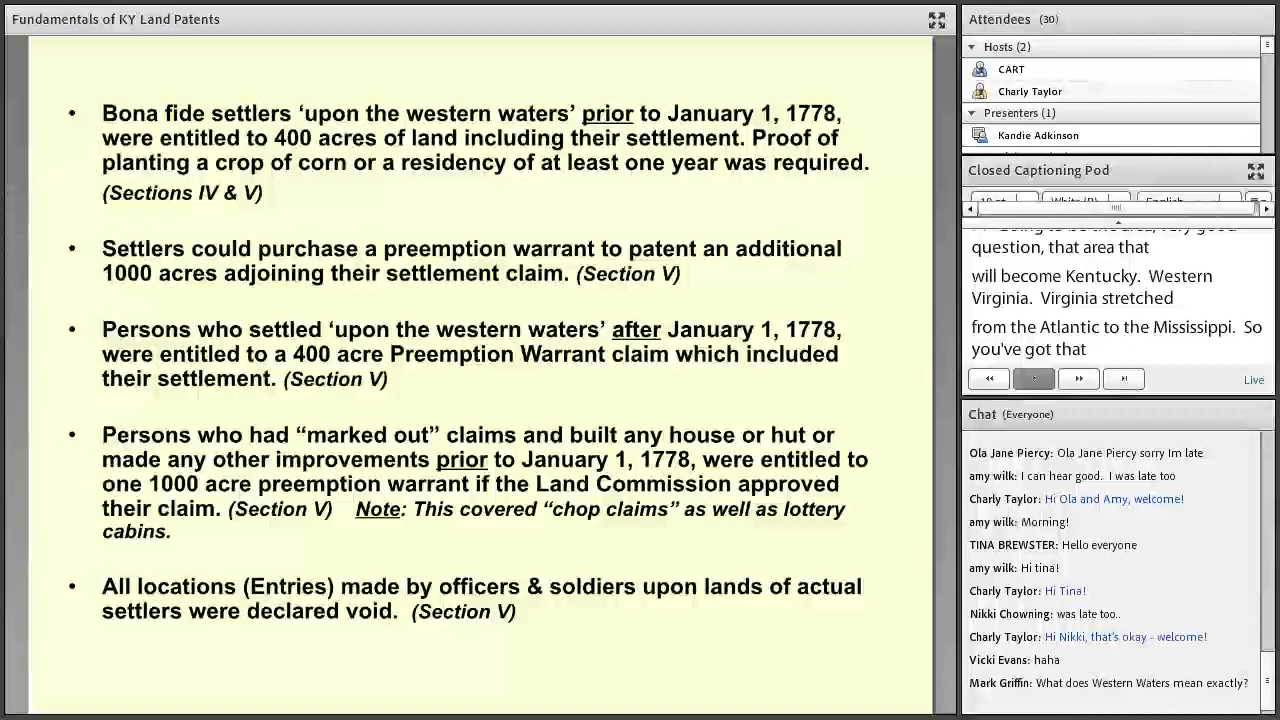 Fundamentals of KY Land Patents
• Bona fide settlers ‘upon the western waters’ prior to January 1, 1778,
were entitled to 400 acres of land including their settlement. Proof of
planting a crop of corn or a residency of at least one year was required.
(Sections IV & V)
• Settlers could purchase a preemption warrant to patent an additional
1000 acres adjoining their settlement claim. (Section V)
• Persons who settled ‘upon the western waters’ after January 1, 1778,
were entitled to a 400 acre Preemption Warrant claim which included
their settlement. (Section V)
• Persons who had “marked out” claims and built any house or hut or
made any other improvements prior to January 1, 1778, were entitled to
one 1000 acre preemption warrant if the Land Commission approved
their claim. (Section V) Note: This covered “chop claims” as well as lottery
cabins.
• All locations (Entries) made by officers & soldiers upon lands of actual
settlers were declared void. (Section V)
Attendees (30)
Hosts (2)
CART
Charly Taylor
Presenters (1)
Kandie Adkinson
Closed Captioning Pod
question, that area that
will become Kentucky. Western
Virginia. Virginia stretched
from the Atlantic to the Mississippi. So
you've got that
Live
Chat (Everyone)
Ola Jane Piercy: Ola Jane Piercy sorry Im late
amy wilk: I can hear good. I was late too
Charly Taylor: Hi Ola and Amy, welcome!
amy wilk: Morning!
TINA BREWSTER: Hello everyone
amy wilk: Hi tina!
Charly Taylor: Hi Tina!
Nikki Chowning: was late too..
Charly Taylor: Hi Nikki, that's okay - welcome!
Vicki Evans: haha
Mark Griffin: What does Western Waters mean exactly?